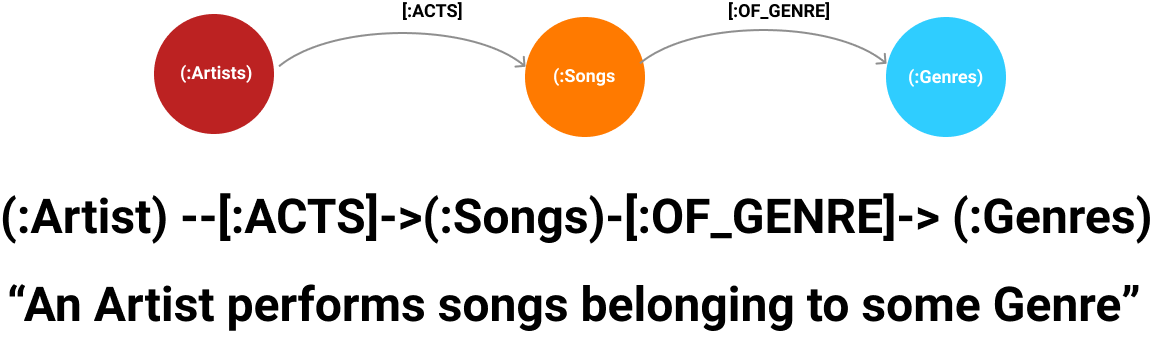 [:ACTS]
[:OF_GENRE]
(:Artists)
(:Songs
(:Genres)
(:Artist) --[:ACTS]->(:Songs)-[:OF_GENRE]-> (:Genres)
“An Artist performs songs belonging to some Genre”